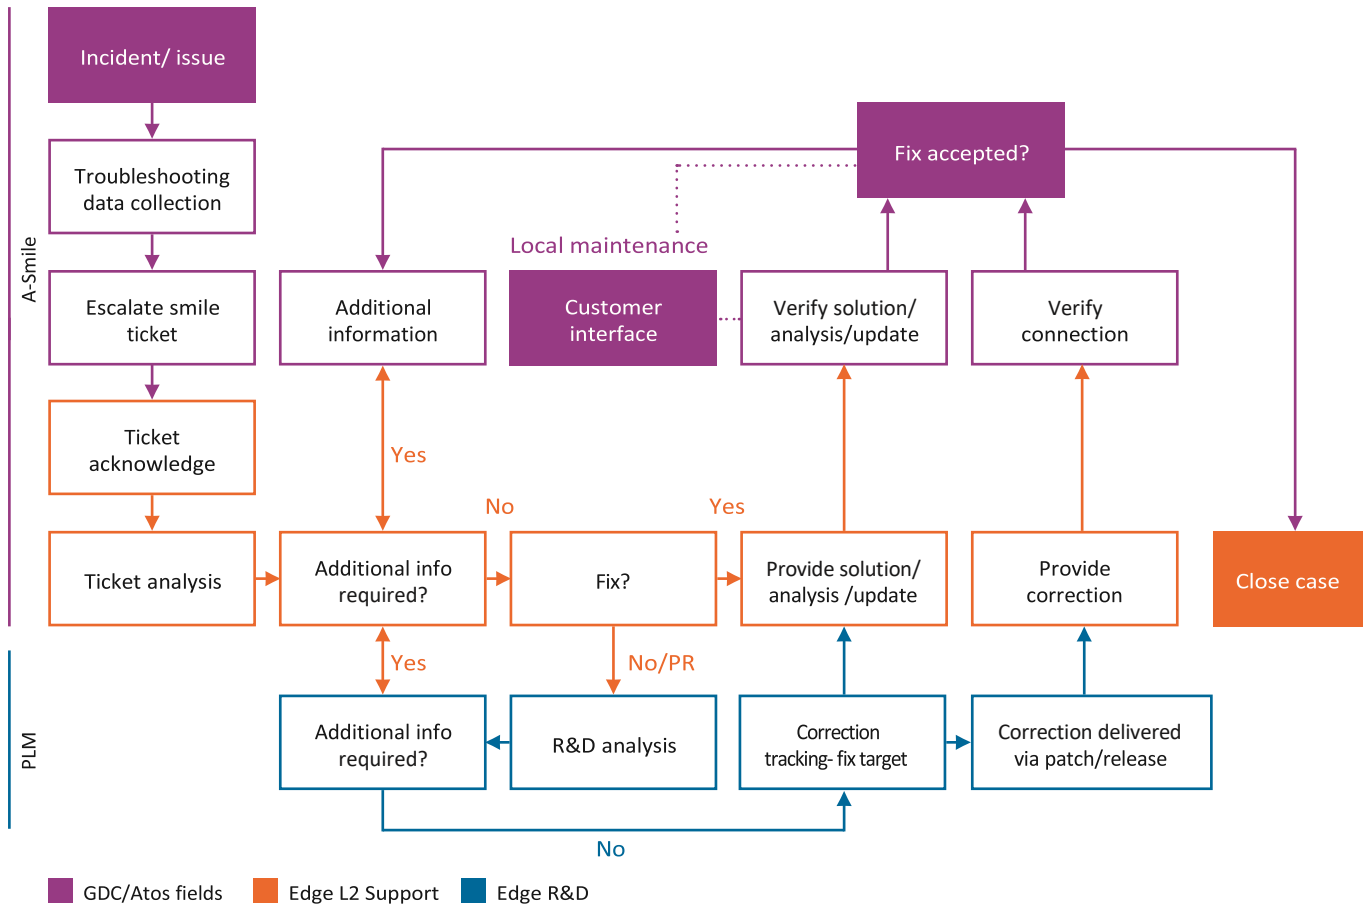 Incident/ issue
Troubleshooting
data collection
Fix accepted?
A-Smile
Escalate smile
ticket
Additional
information
Local maintenance
Customer
interface
Verify solution/
analysis/update
Verify
connection
Ticket
acknowledge
Yes
No
Yes
Ticket analysis
Additional info
required?
Fix?
Provide solution/
analysis /update
Provide
correction
Close case
Yes
No/PR
PLM
Additional info
required?
R&D analysis
Correction
tracking- fix target
Correction delivered
via patch/release
No
GDC/Atos fields
Edge L2 Support
Edge R&D